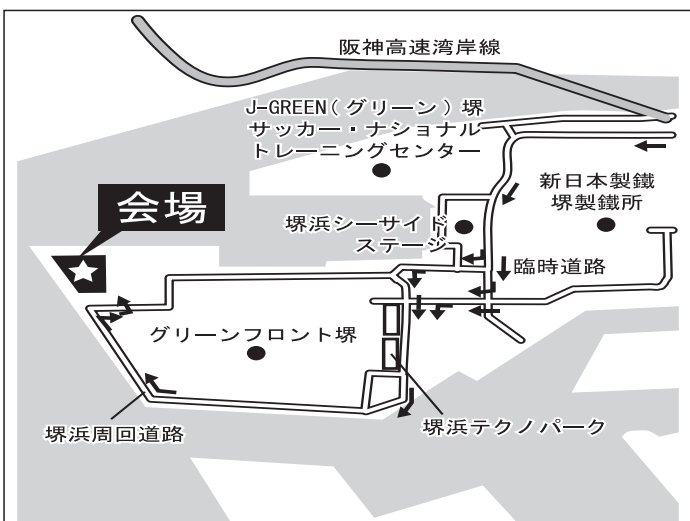 阪神高速湾岸線
J-GREEN(グリーン)堺
サッカー・ナショナル
トレーニングセンター
新日本製鐵
堺製鐵所
会場
堺浜シーサイド
ステージ
臨時道路
グリーンフロント堺
堺浜周回道路
堺浜テクノパーク